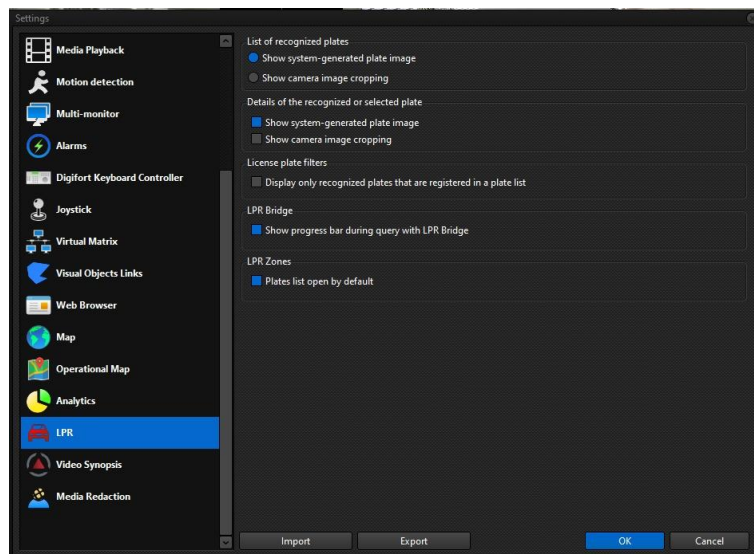 Settings
Media Playback
Motion detection
Multi-monitor
Alarms
Digifort Keyboard Controller
Joystick
Virtual Matrix
Visual Objects Links
Web Browser
Map
Operational Map
Analytics
LPR
Video Synopsis
Media Redaction
List of recognized plates
Show system-generated plate image
Show camera image cropping
Details of the recognized or selected plate
Show system-generated plate image
Show camera image cropping
License plate filters
Display only recognized plates that are registered in a plate list
LPR Bridge
Show progress bar during query with LPR Bridge
LPR Zones
Plates list open by default
Import
Export
OK
Cancel